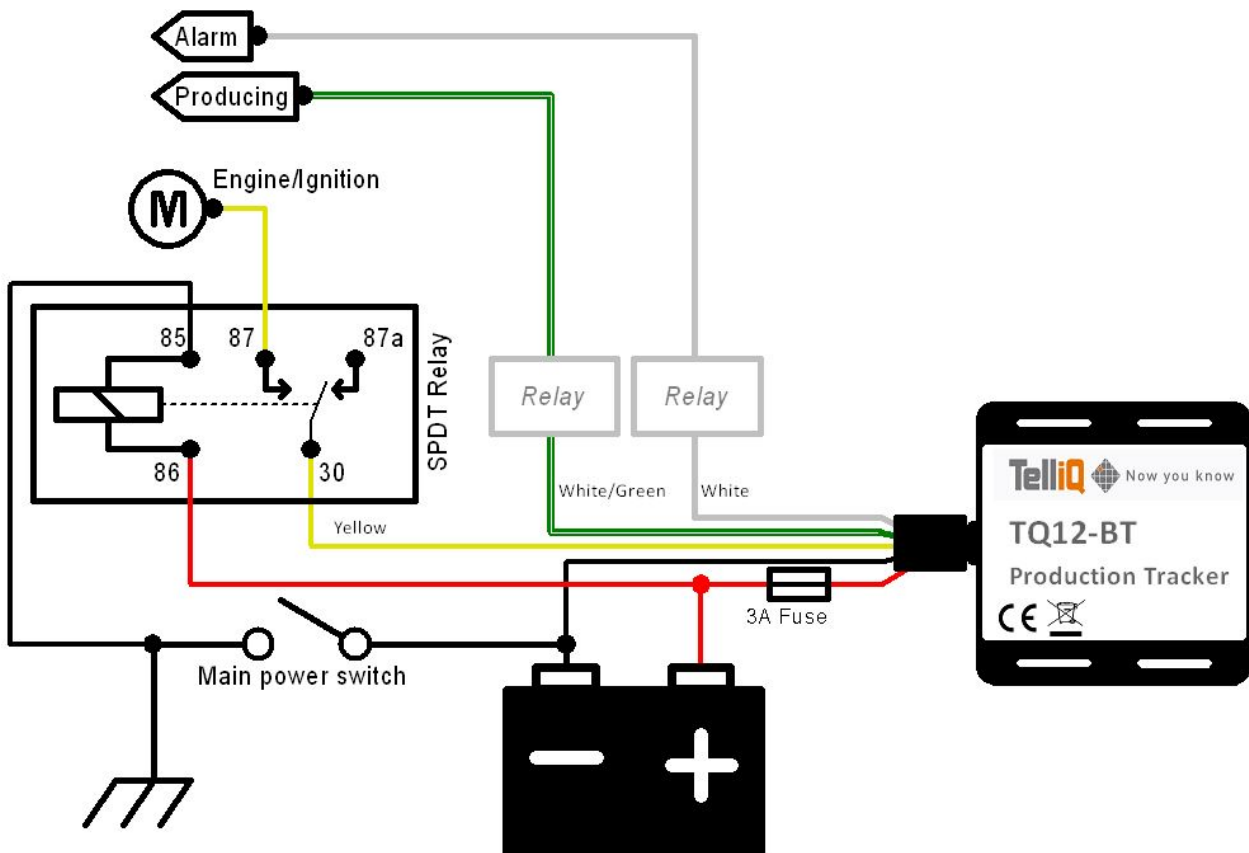 Alarm
Producing
Engine/Ignition
M
85
87
87a
86
30
SPDT Relay
Relay
Relay
White/Green
White
Yellow
3A Fuse
Main power switch
TelliQ Now you know
TQ12-BT
Production Tracker
CE